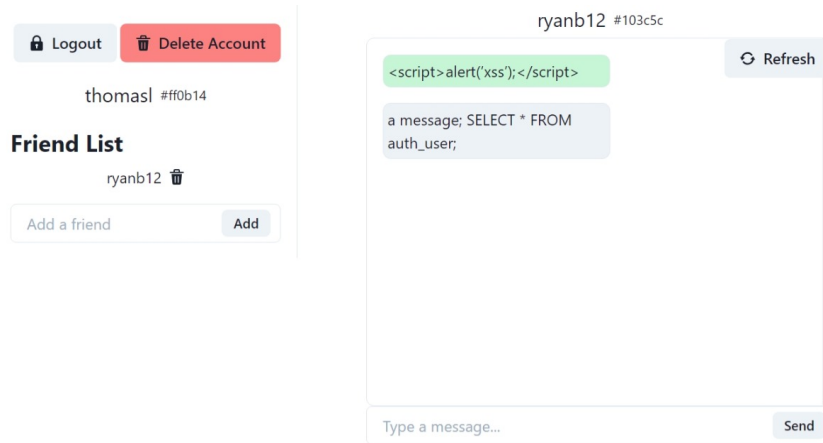 Logout
Delete Account
thomasl #ff0b14
Friend List
ryanb12
Add a friend
Add
ryanb12 #103c5c
Refresh
<script>alert('xss');</script>
a message; SELECT * FROM
auth_user;
Type a message...
Send